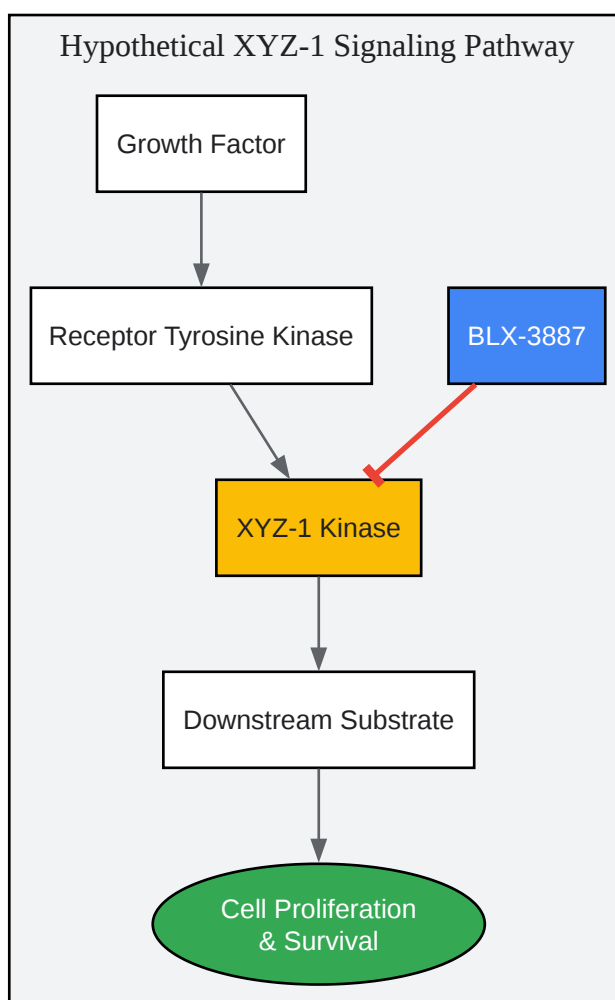 Hypothetical XYZ-1 Signaling Pathway
Growth Factor
Receptor Tyrosine Kinase
BLX-3887
XYZ-1 Kinase
Downstream Substrate
Cell Proliferation
& Survival